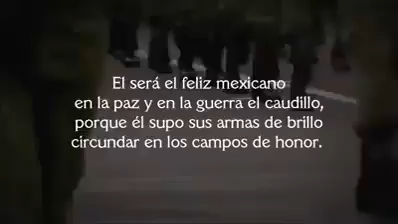 El será el feliz mexicano
en la paz y en la guerra el caudillo,
porque él supo sus armas de brillo
circundar en los campos de honor.